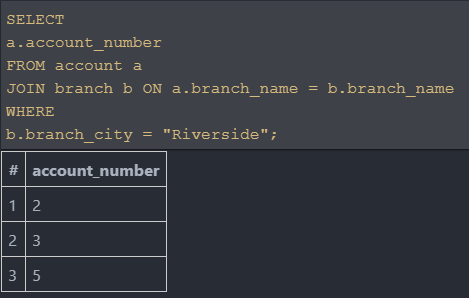 SELECT
a.account_number
FROM account a
JOIN branch b ON a.branch_name = b.branch_name
WHERE
b.branch_city = "Riverside";
# account_number
1 2
2 3
3 5